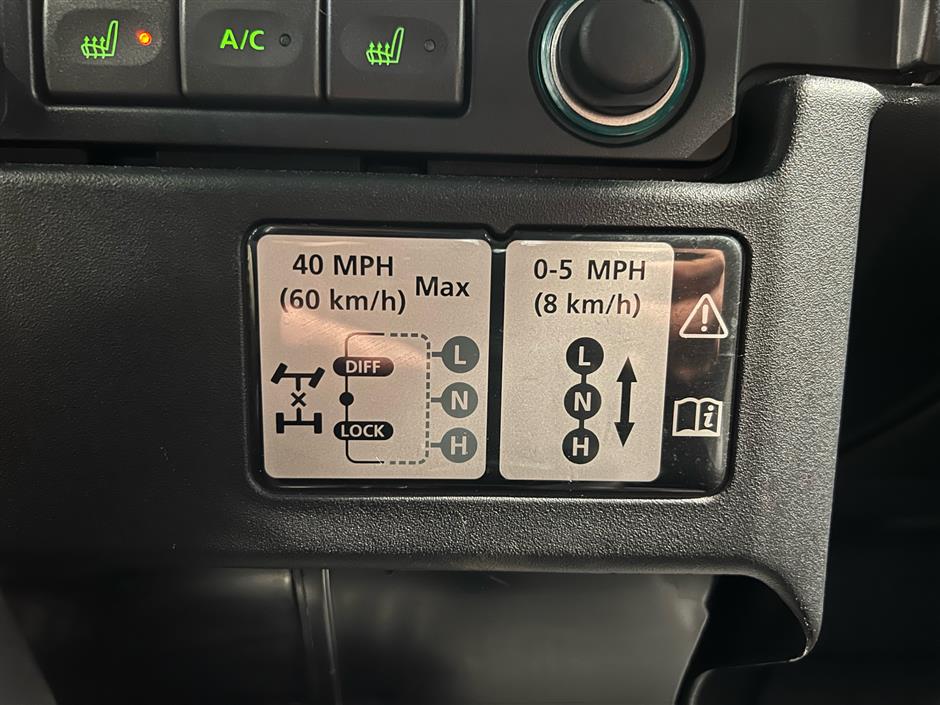 A/C
40 MPH
(60 km/h) Max
DIFF
LOCK
L
N
H
0-5 MPH
(8 km/h)
L
N
H